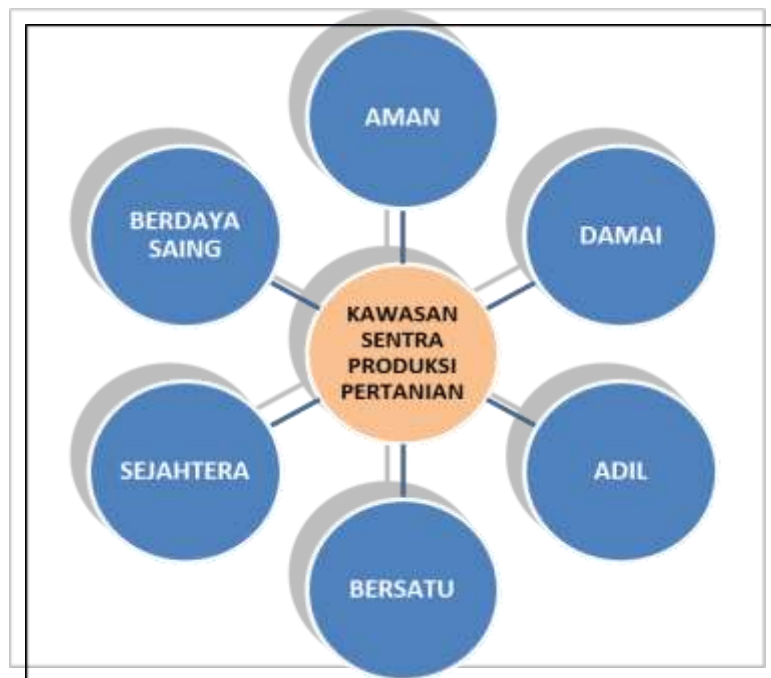 AMAN
BERDAYA
SAING
DAMAI
KAWASAN
SENTRA
PRODUKSI
PERTANIAN
SEJAHTERA
ADIL
BERSATU